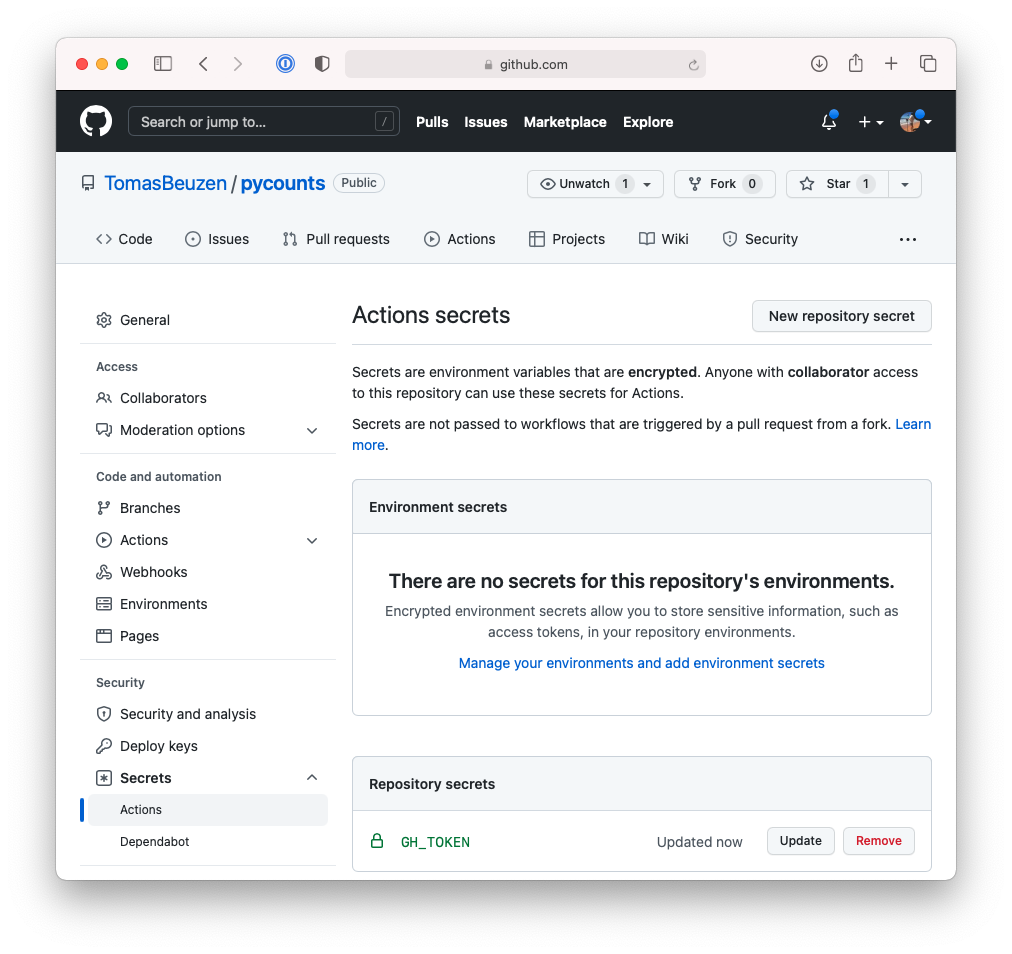 github.com
Search or jump to... /
Pulls Issues Marketplace Explore
TomasBeuzen / pycounts Public
Unwatch 1 Fork 0 Star 1
Code Issues Pull requests Actions Projects Wiki Security
General
Access
Collaborators
Moderation options
Code and automation
Branches
Actions
Webhooks
Environments
Pages
Security
Security and analysis
Deploy keys
Secrets
Actions
Dependabot
Actions secrets
New repository secret
Secrets are environment variables that are encrypted. Anyone with collaborator access
to this repository can use these secrets for Actions.
Secrets are not passed to workflows that are triggered by a pull request from a fork. Learn
more.
Environment secrets
There are no secrets for this repository's environments.
Encrypted environment secrets allow you to store sensitive information, such as
access tokens, in your repository environments.
Manage your environments and add environment secrets
Repository secrets
GH_TOKEN Updated now Update Remove